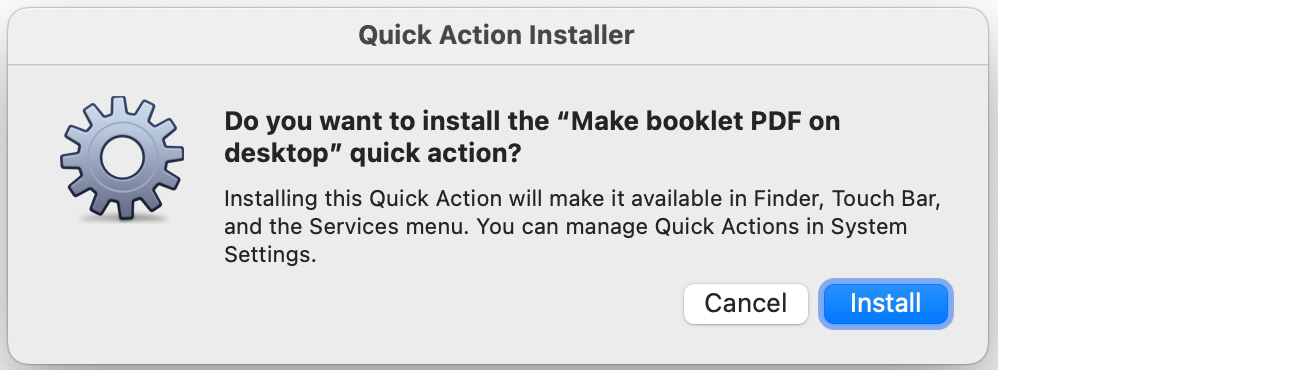 Quick Action Installer
Do you want to install the “Make booklet PDF on
desktop” quick action?
Installing this Quick Action will make it available in Finder, Touch Bar,
and the Services menu. You can manage Quick Actions in System
Settings.
Cancel Install